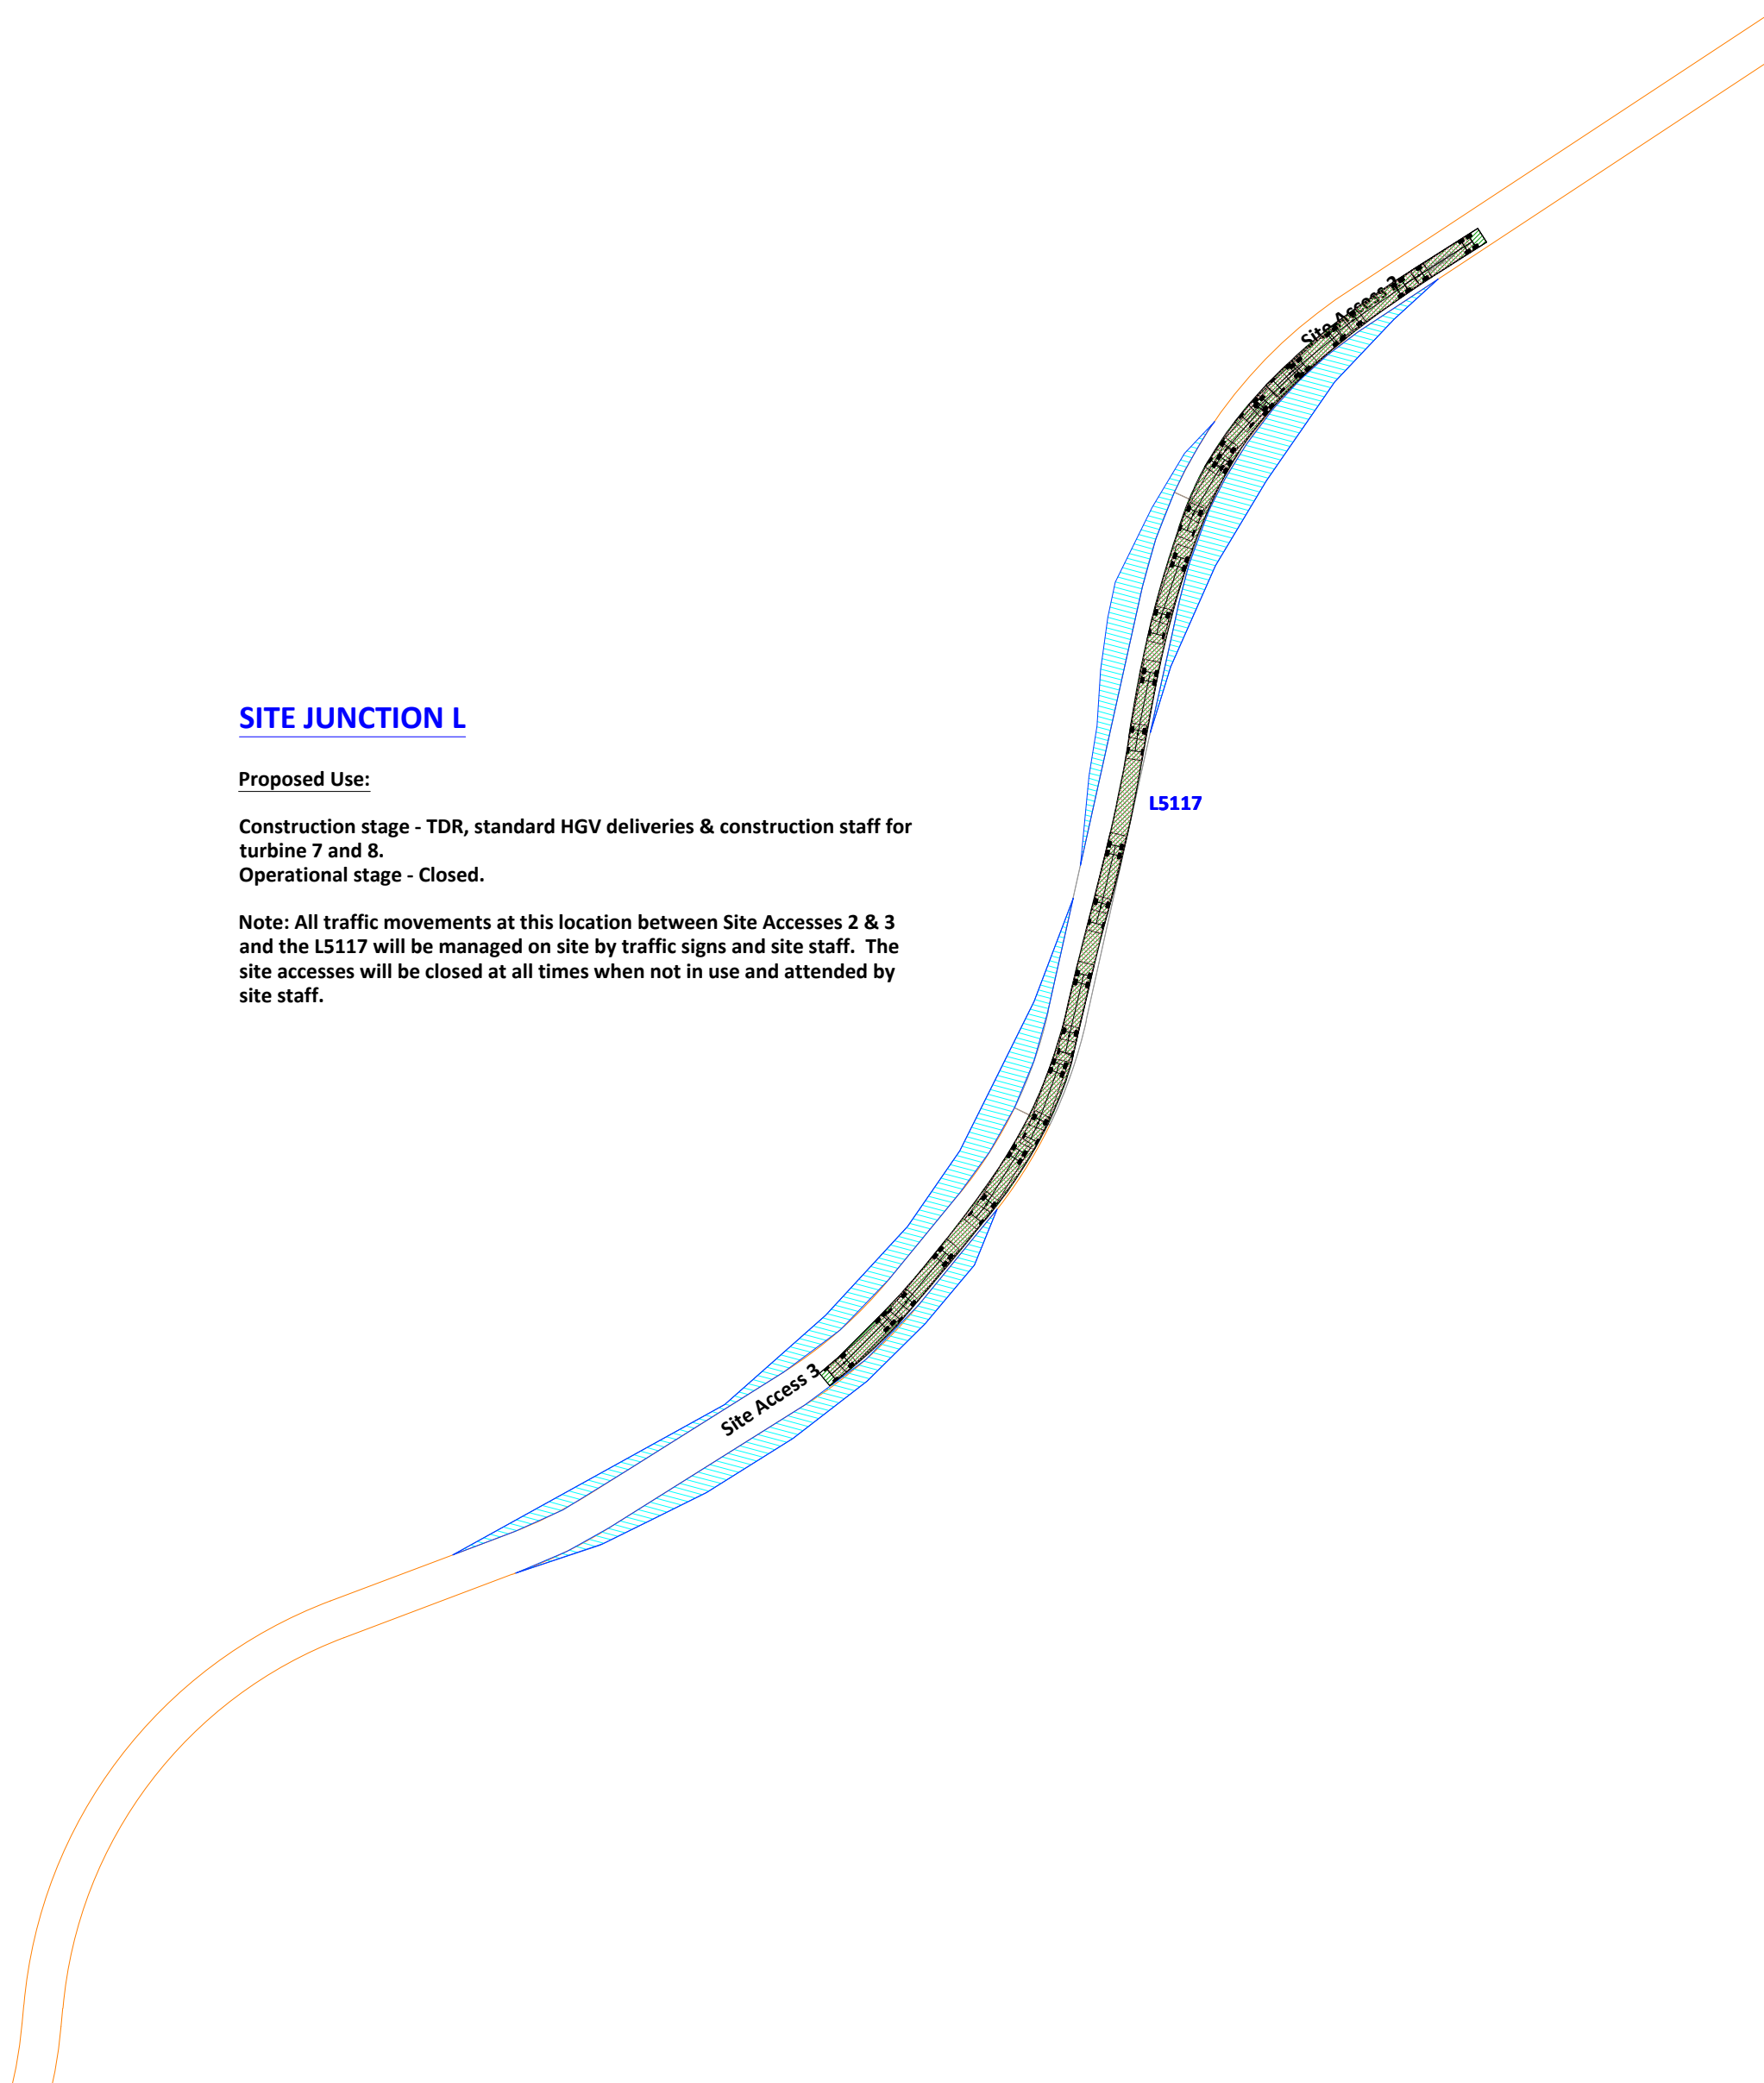 Site Access 2
SITE JUNCTION L
Proposed Use:
L5117
Construction stage - TDR, standard HGV deliveries & construction staff for
turbine 7 and 8.
Operational stage - Closed.
Note: All traffic movements at this location between Site Accesses 2 & 3
and the L5117 will be managed on site by traffic signs and site staff. The
site accesses will be closed at all times when not in use and attended by
site staff.
Site Access 3